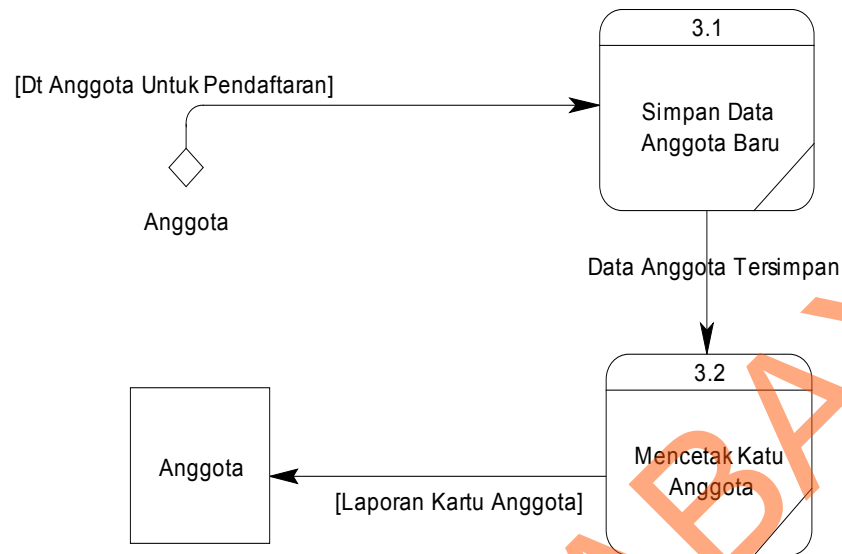 3.1
[Dt Anggota Untuk Pendaftaran]
Simpan Data
Anggota Baru
Anggota
Data Anggota Tersimpan
3.2
Anggota
Mencetak Katu
Anggota
[Laporan Kartu Anggota]
ABAY